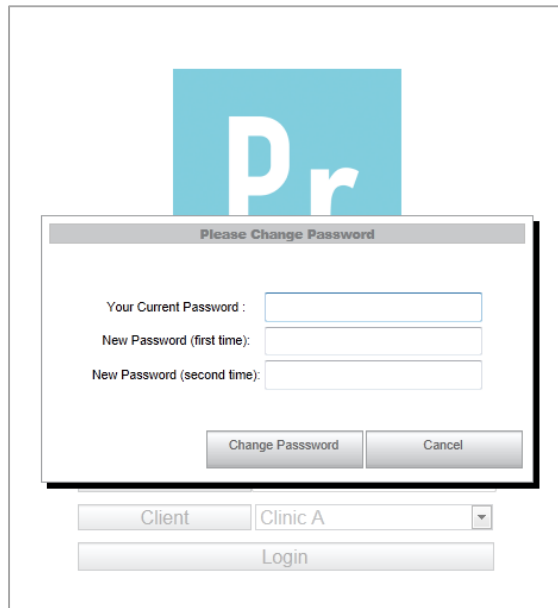 Pr
Please Change Password
Your Current Password :
New Password (first time):
New Password (second time):
Change Passsword Cancel
Client Clinic A
Login